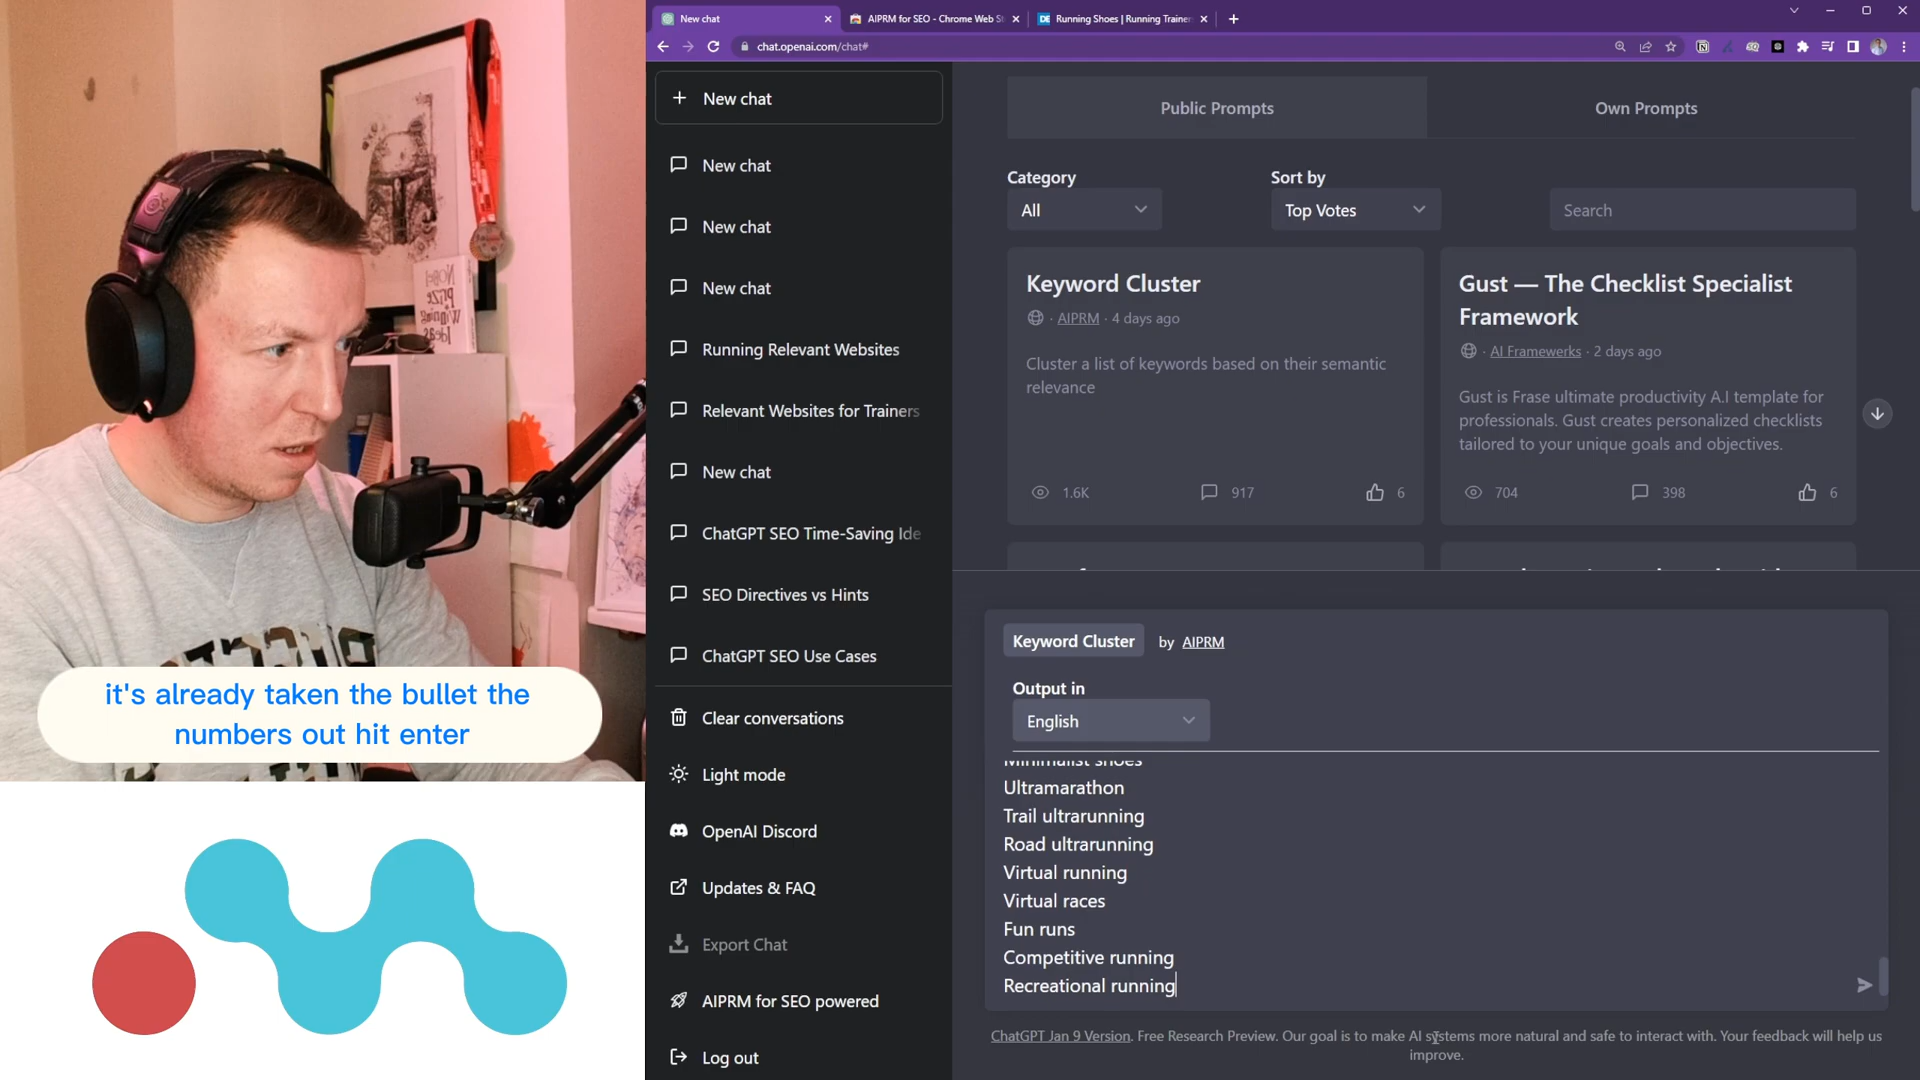 New chat
AIPRM for SEO - Chrome Web S
Running Shoes | Running Trainer
chat.openai.com/chat#
New chat
New chat
New chat
New chat
Running Relevant Websites
Relevant Websites for Trainers
New chat
ChatGPT SEO Time-Saving Ide
SEO Directives vs Hints
ChatGPT SEO Use Cases
Clear conversations
Light mode
OpenAI Discord
Updates & FAQ
Export Chat
AIPRM for SEO powered
Log out
Public Prompts
Own Prompts
Category
Sort by
All
Top Votes
Search
Keyword Cluster
AIPRM · 4 days ago
Cluster a list of keywords based on their semantic
relevance
1.6K
917
6
Gust — The Checklist Specialist
Framework
AI Framewerks · 2 days ago
Gust is Frase ultimate productivity A.I template for
professionals. Gust creates personalized checklists
tailored to your unique goals and objectives.
704
398
6
Keyword Cluster by AIPRM
Output in
English
Minimalist shoes
Ultramarathon
Trail ultrarunning
Road ultrarunning
Virtual running
Virtual races
Fun runs
Competitive running
Recreational running
ChatGPT Jan 9 Version. Free Research Preview. Our goal is to make AI systems more natural and safe to interact with. Your feedback will help us
improve.
NOBEL
PRIZE
Winning
Ideas
it's already taken the bullet the
numbers out hit enter